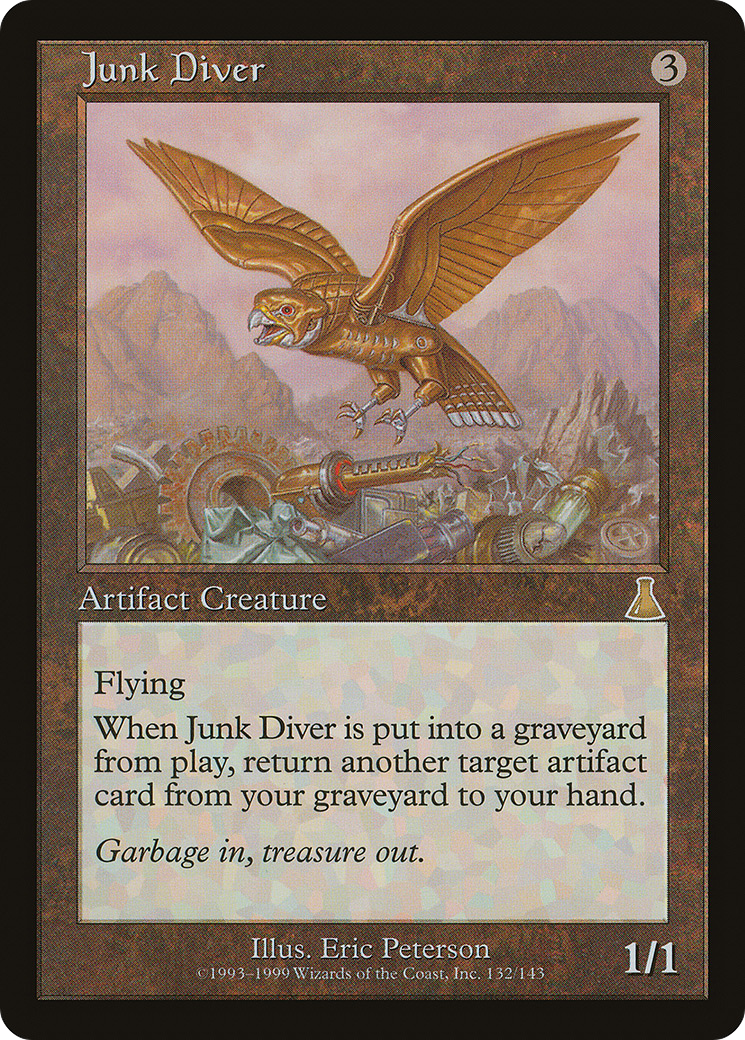 Junk Diver 3
Artifact Creature
Flying
When Junk Diver is put into a graveyard
from play, return another target artifact
card from your graveyard to your hand.
Garbage in, treasure out.
Illus. Eric Peterson
©1993–1999 Wizards of the Coast, Inc. 132/143
1/1